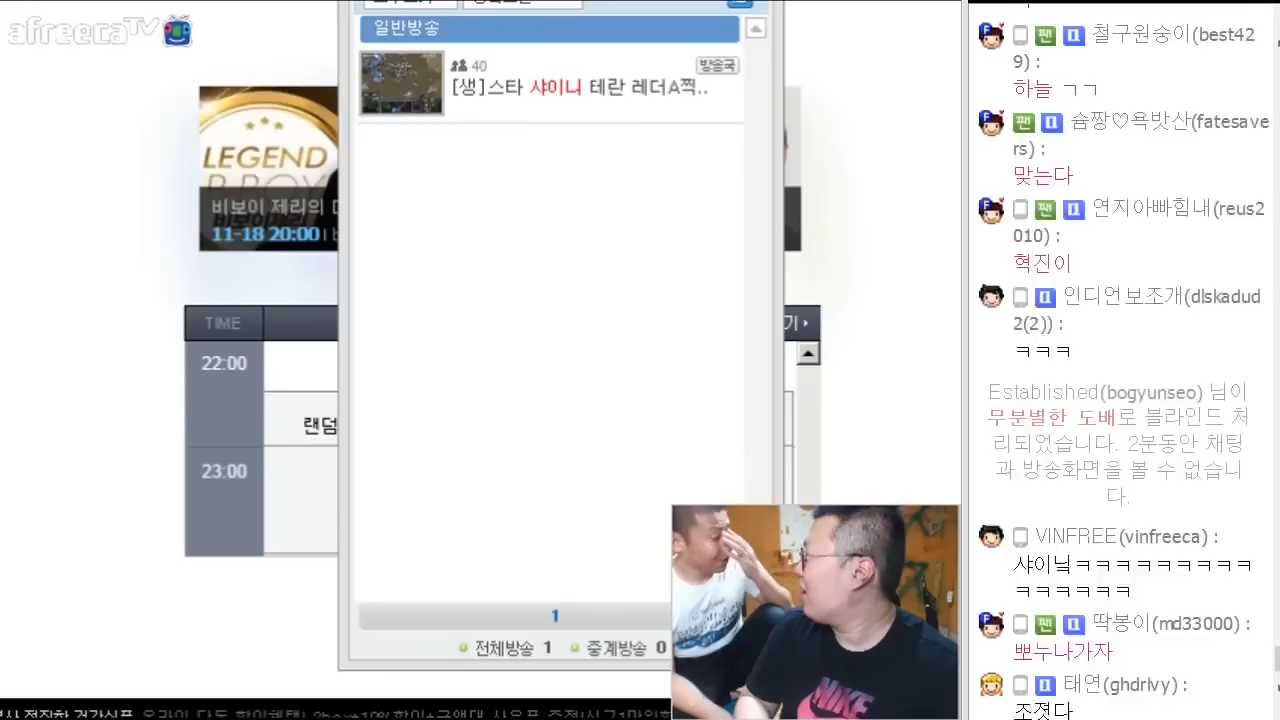 afreecaTV
일반방송
40
방송국
[생]스타 샤이니 테란 레더A찍..
LEGEND
B-BOY
비보이 제리의
11-18 20:00
TIME
기
22:00
랜덤
23:00
1
전체방송 1 중계방송 0
철구원숭이(best42
9) :
하늘 ㄱㄱ
숨짱♡욕밧산(fatesave
rs) :
맞는다
연지아빠힘내(reus2
010) :
혁진이
인디언보조개(dlskadud
2(2)) :
ㅋㅋㅋ
Established(bogyunseo) 님이
무분별한 도배로 블라인드 처
리되었습니다. 2분동안 채팅
과 방송화면을 볼 수 없습니
다.
VINFREE(vinfreeca) :
샤이닠ㅋㅋㅋㅋㅋㅋㅋㅋㅋ
ㅋㅋㅋㅋㅋㅋ
딱봉이(md33000) :
뽀누나가자
태연(ghdrlvy) :
조졋다
NIKE